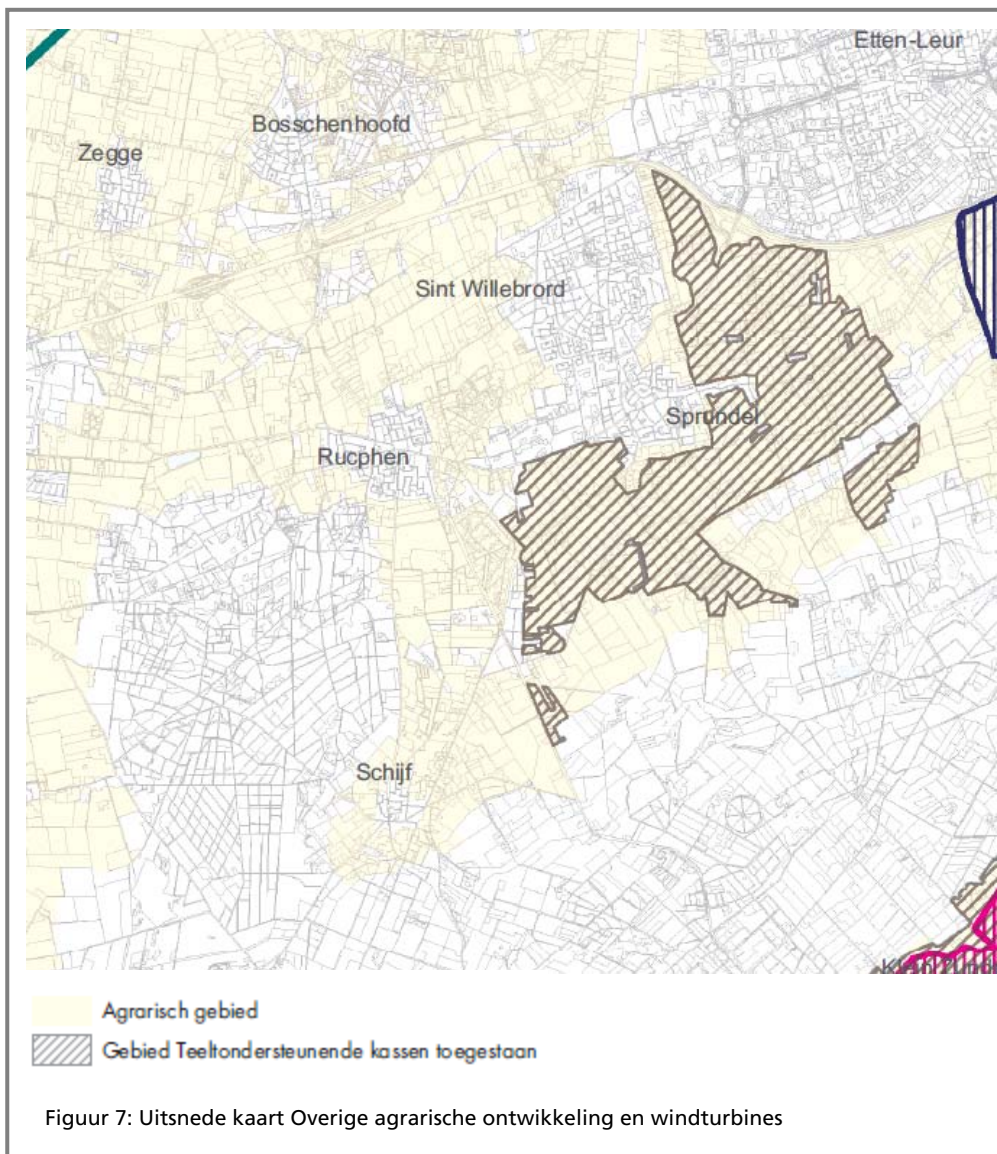 Etten-Leur
Bosschenhoofd
Zegge
Sint Willebrord
Sprundel
Rucphen
Schijf
Agrarisch gebied
Gebied Teeltondersteunende kassen toegestaan
Figuur 7: Uitsnede kaart Overige agrarische ontwikkeling en windturbines